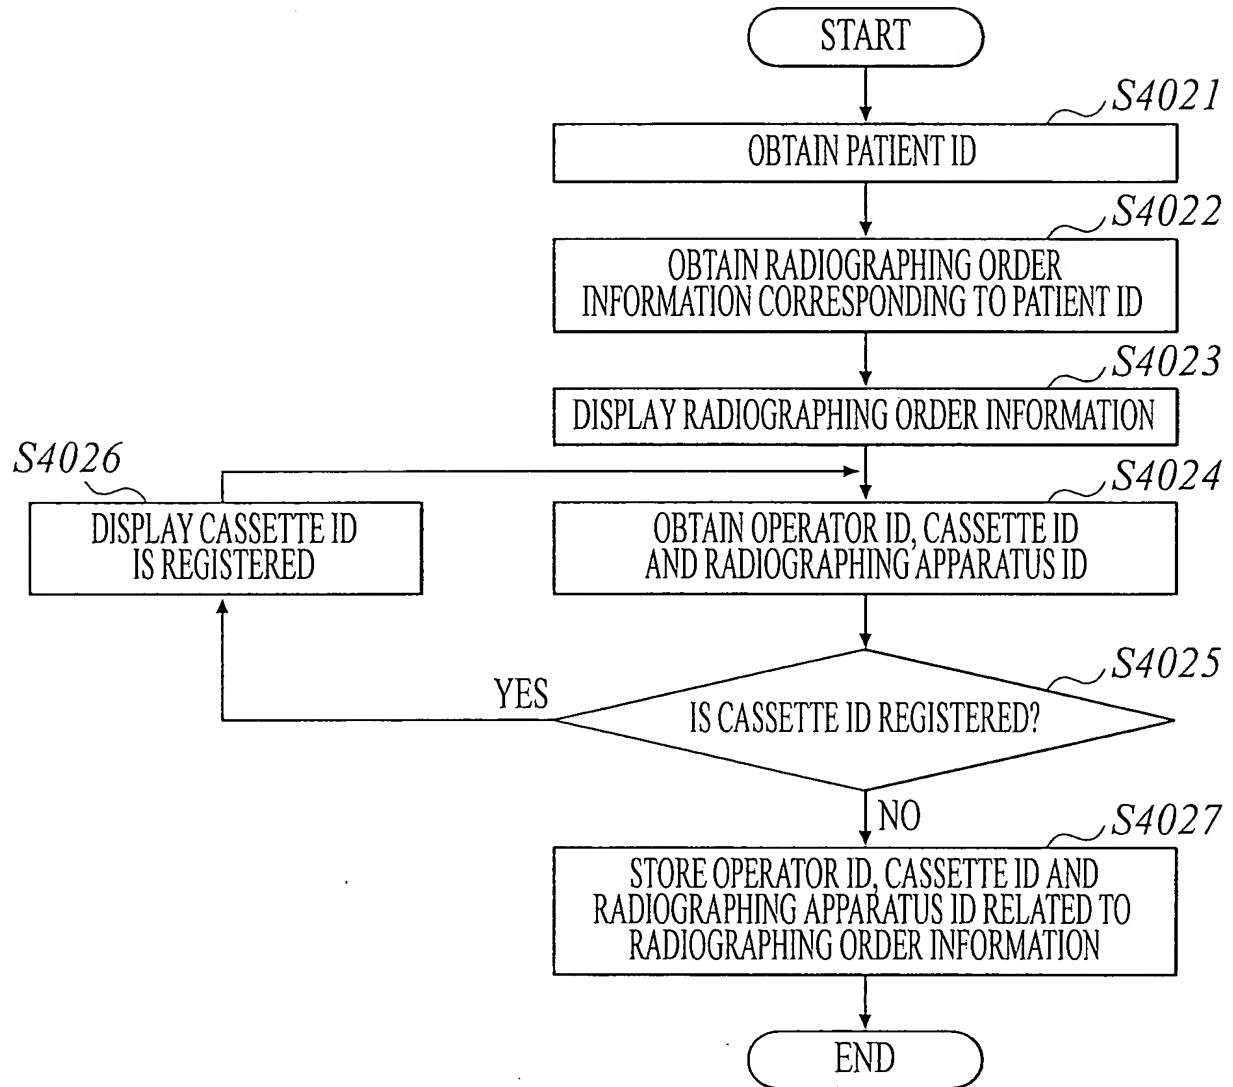 START
S4021
OBTAIN PATIENT ID
S4022
OBTAIN RADIOGRAPHING ORDER
INFORMATION CORRESPONDING TO PATIENT ID
S4023
DISPLAY RADIOGRAPHING ORDER INFORMATION
S4026
DISPLAY CASSETTE ID
IS REGISTERED
S4024
OBTAIN OPERATOR ID, CASSETTE ID
AND RADIOGRAPHING APPARATUS ID
S4025
YES
IS CASSETTE ID REGISTERED?
NO
S4027
STORE OPERATOR ID, CASSETTE ID AND
RADIOGRAPHING APPARATUS ID RELATED TO
RADIOGRAPHING ORDER INFORMATION
END